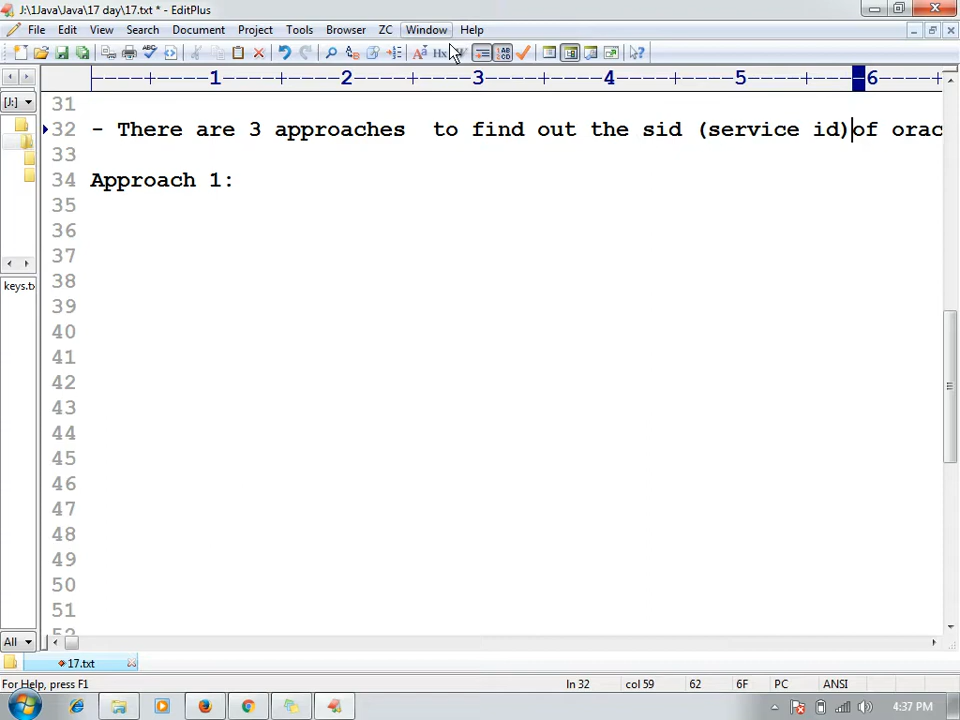 J:\1Java\Java\17 day\17.txt * - EditPlus
File Edit View Search Document Project Tools Browser ZC Window Help
1 2 3 4 5 6
[J:]
31
32 - There are 3 approaches  to find out the sid (service id)of orac
33
34 Approach 1:
35
36
37
38
39
40
41
42
43
44
45
46
47
48
49
50
51
keys.tx
All
17.txt
For Help, press F1 ln 32 col 59 62 6F PC ANSI
4:37 PM